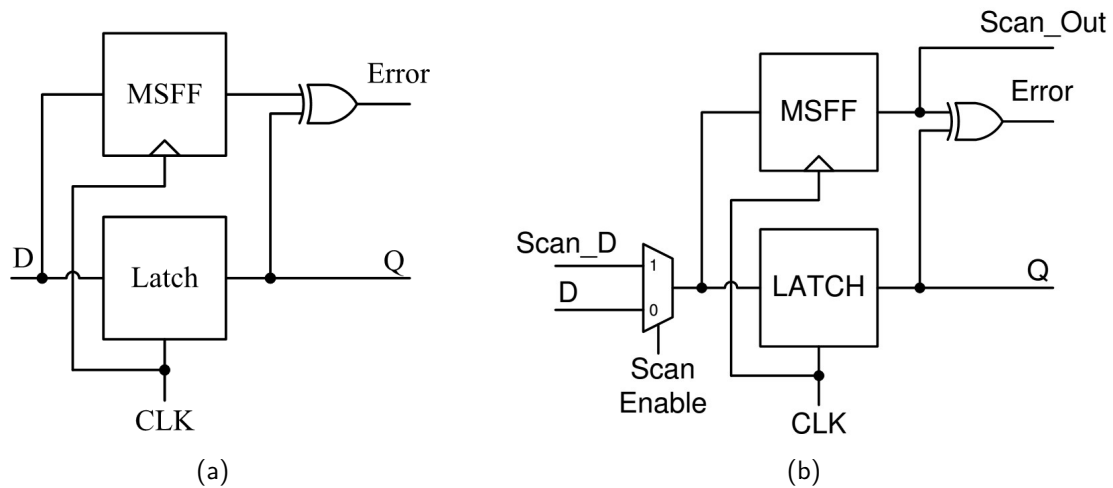 MSFF
Error
D
Latch
Q
CLK
(a)
Scan_Out
MSFF
Error
Scan_D
1
D
0
LATCH
Q
Scan
Enable
CLK
(b)